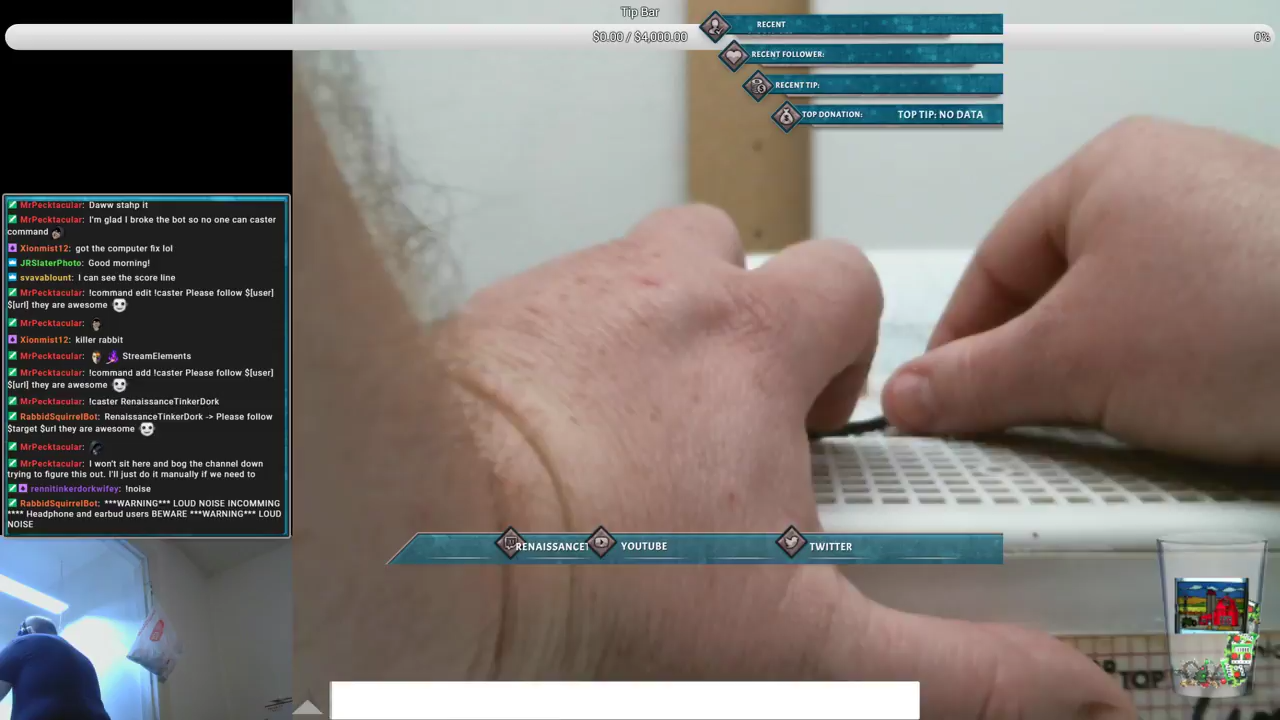 Tip Bar
$0.00 / $4,000.00
0%
RECENT
RECENT FOLLOWER:
RECENT TIP:
TOP DONATION: TOP TIP: NO DATA
MrPecktacular: Daww stahp it
MrPecktacular: I'm glad I broke the bot so no one can caster
command
Xionmist12: got the computer fix lol
JRSlaterPhoto: Good morning!
svavablount: I can see the score line
MrPecktacular: !command edit !caster Please follow $[user]
$[url] they are awesome
MrPecktacular:
Xionmist12: killer rabbit
MrPecktacular: StreamElements
MrPecktacular: !command add !caster Please follow $[user]
$[url] they are awesome
MrPecktacular: !caster RenaissanceTinkerDork
RabbidSquirrelBot: RenaissanceTinkerDork -> Please follow
$target $url they are awesome
MrPecktacular:
MrPecktacular: I won't sit here and bog the channel down
trying to figure this out. I'll just do it manually if we need to
rennitinkerdorkwifey: !noise
RabbidSquirrelBot: ***WARNING*** LOUD NOISE INCOMMING
**** Headphone and earbud users BEWARE ***WARNING*** LOUD
NOISE
RENAISSANCET YOUTUBE TWITTER
TOP